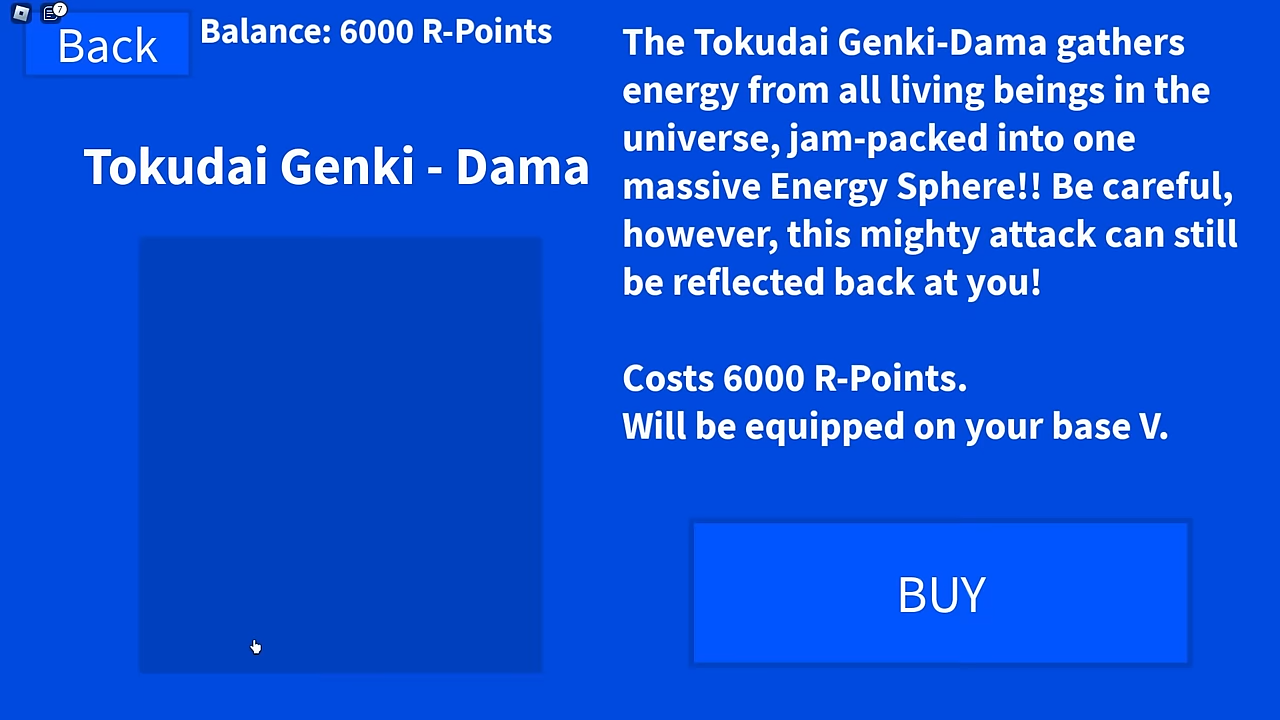 7
Back
Balance: 6000 R-Points
Tokudai Genki - Dama
The Tokudai Genki-Dama gathers
energy from all living beings in the
universe, jam-packed into one
massive Energy Sphere!! Be careful,
however, this mighty attack can still
be reflected back at you!
Costs 6000 R-Points.
Will be equipped on your base V.
BUY